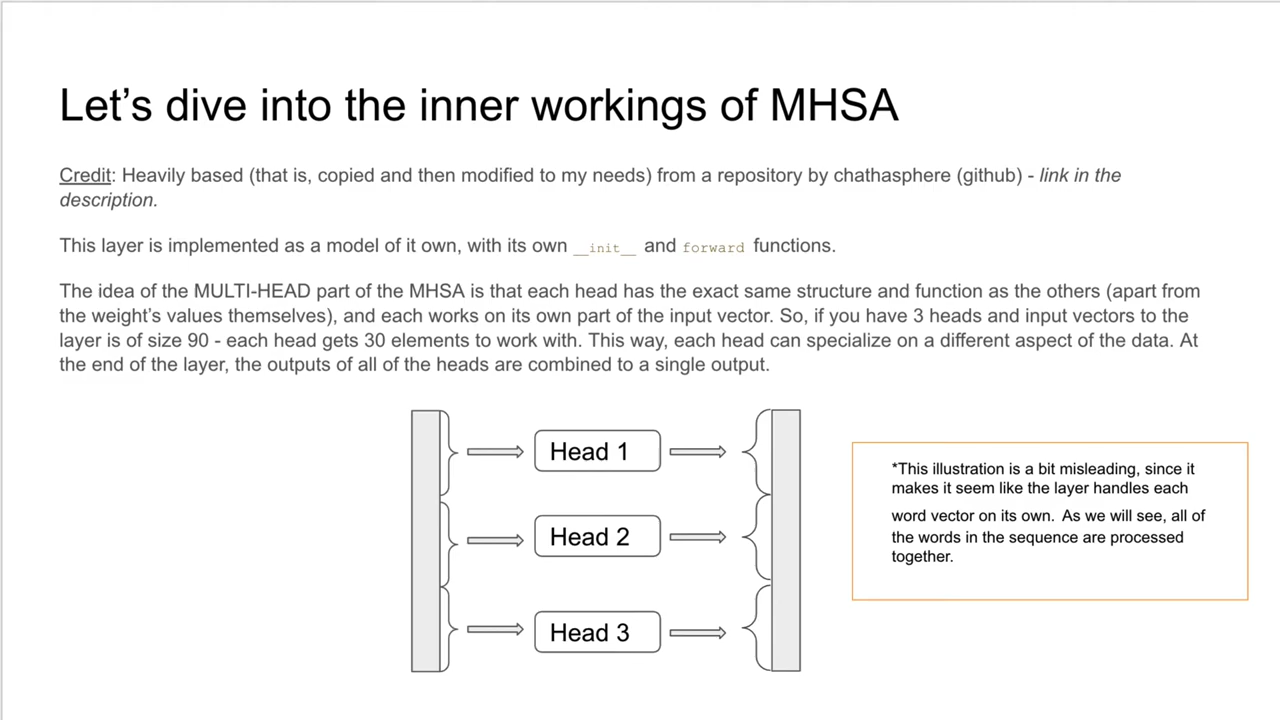 Let's dive into the inner workings of MHSA
Credit: Heavily based (that is, copied and then modified to my needs) from a repository by chathasphere (github) - link in the
description.
This layer is implemented as a model of it own, with its own __init__ and forward functions.
The idea of the MULTI-HEAD part of the MHSA is that each head has the exact same structure and function as the others (apart from
the weight's values themselves), and each works on its own part of the input vector. So, if you have 3 heads and input vectors to the
layer is of size 90 - each head gets 30 elements to work with. This way, each head can specialize on a different aspect of the data. At
the end of the layer, the outputs of all of the heads are combined to a single output.
Head 1
Head 2
Head 3
*This illustration is a bit misleading, since it
makes it seem like the layer handles each
word vector on its own. As we will see, all of
the words in the sequence are processed
together.